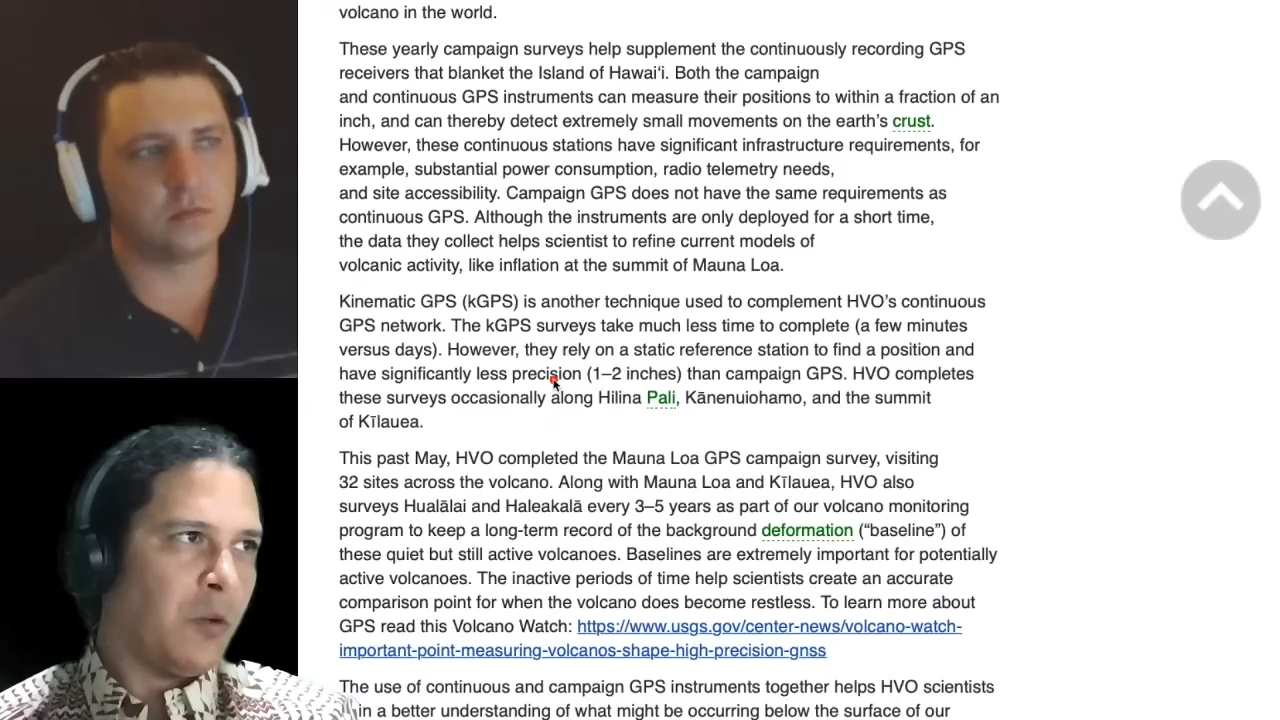 volcano in the world.
These yearly campaign surveys help supplement the continuously recording GPS
receivers that blanket the Island of Hawaiʻi. Both the campaign
and continuous GPS instruments can measure their positions to within a fraction of an
inch, and can thereby detect extremely small movements on the earth’s crust.
However, these continuous stations have significant infrastructure requirements, for
example, substantial power consumption, radio telemetry needs,
and site accessibility. Campaign GPS does not have the same requirements as
continuous GPS. Although the instruments are only deployed for a short time,
the data they collect helps scientist to refine current models of
volcanic activity, like inflation at the summit of Mauna Loa.
Kinematic GPS (kGPS) is another technique used to complement HVO’s continuous
GPS network. The kGPS surveys take much less time to complete (a few minutes
versus days). However, they rely on a static reference station to find a position and
have significantly less precision (1–2 inches) than campaign GPS. HVO completes
these surveys occasionally along Hilina Pali, Kānenuiohamo, and the summit
of Kīlauea.
This past May, HVO completed the Mauna Loa GPS campaign survey, visiting
32 sites across the volcano. Along with Mauna Loa and Kīlauea, HVO also
surveys Hualālai and Haleakalā every 3–5 years as part of our volcano monitoring
program to keep a long-term record of the background deformation (“baseline”) of
these quiet but still active volcanoes. Baselines are extremely important for potentially
active volcanoes. The inactive periods of time help scientists create an accurate
comparison point for when the volcano does become restless. To learn more about
GPS read this Volcano Watch: https://www.usgs.gov/center-news/volcano-watch-
important-point-measuring-volcanos-shape-high-precision-gnss
The use of continuous and campaign GPS instruments together helps HVO scientists
in a better understanding of what might be occurring below the surface of our